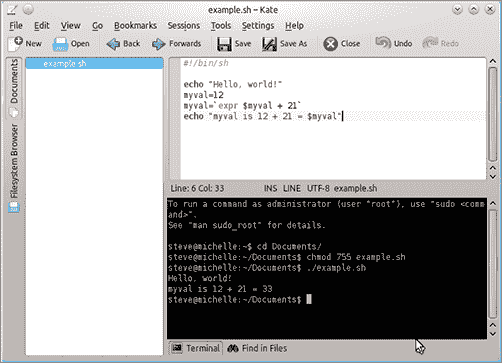 example.sh – Kate
File Edit View Go Bookmarks Sessions Tools Settings Help
New Open Back Forwards Save Save As Close Undo Redo
Documents
Filesystem Browser
example.sh
#!/bin/sh
echo "Hello, world!"
myval=12
myval=`expr $myval + 21`
echo "myval is 12 + 21 = $myval"
Line: 6 Col: 33 INS LINE UTF-8 example.sh
To run a command as administrator (user "root"), use "sudo <comm
and>".
See "man sudo_root" for details.
steve@michelle:~$ cd Documents/
steve@michelle:~/Documents$ chmod 755 example.sh
steve@michelle:~/Documents$ ./example.sh
Hello, world!
myval is 12 + 21 = 33
steve@michelle:~/Documents$
Terminal Find in Files